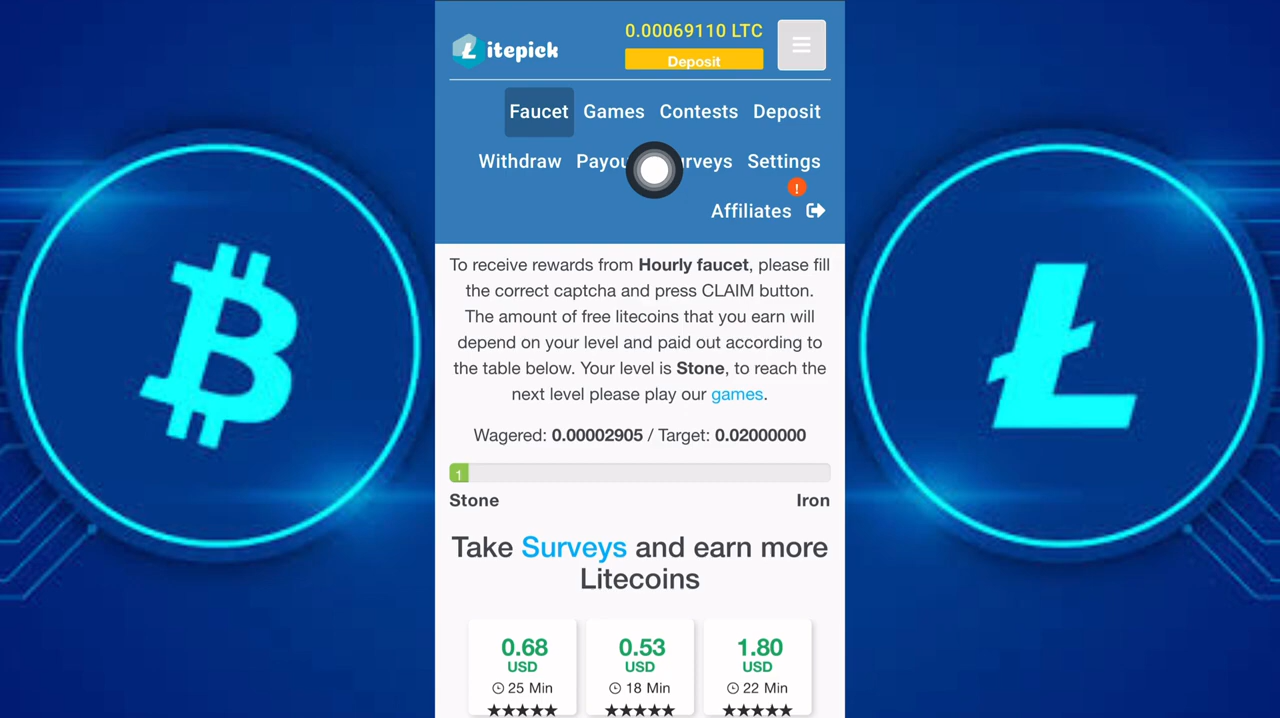 itepick
0.00069110 LTC
Deposit
Faucet Games Contests Deposit
Withdraw Payou urveys Settings
!
Affiliates
To receive rewards from Hourly faucet, please fill
the correct captcha and press CLAIM button.
The amount of free litecoins that you earn will
depend on your level and paid out according to
the table below. Your level is Stone, to reach the
next level please play our games.
Wagered: 0.00002905 / Target: 0.02000000
1
Stone Iron
Take Surveys and earn more
Litecoins
0.68 0.53 1.80
USD USD USD
25 Min 18 Min 22 Min